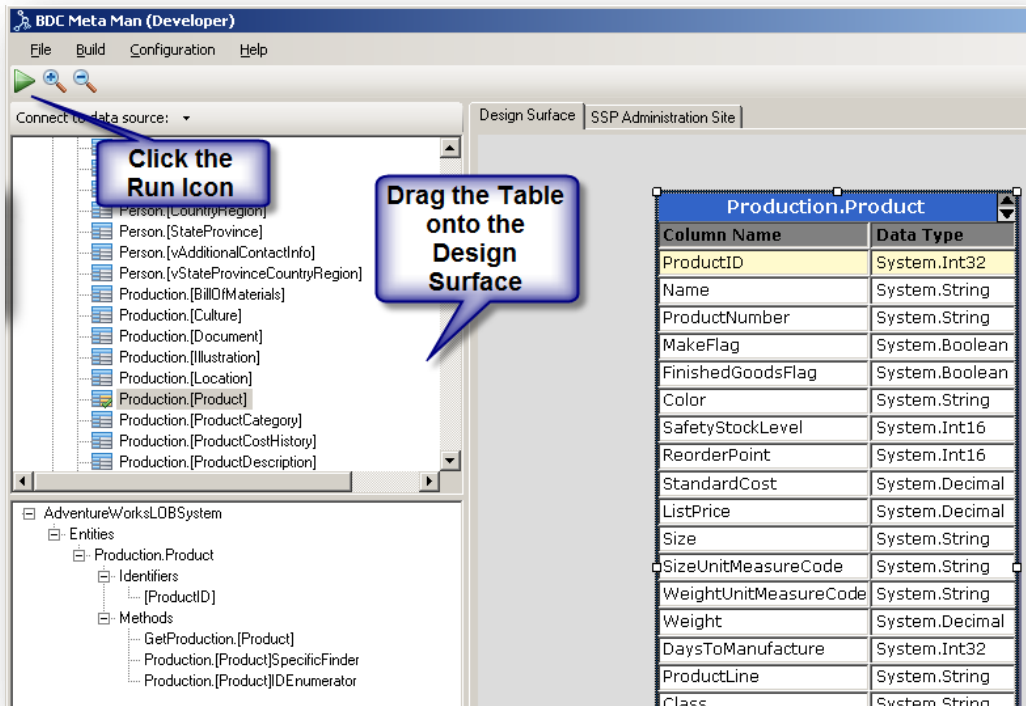 BDC Meta Man (Developer)
File Build Configuration Help
Connect to data source:
Design Surface SSP Administration Site
Click the
Run Icon
Person.[CountryRegion]
Person.[StateProvince]
Person.[vAdditionalContactInfo]
Person.[vStateProvinceCountryRegion]
Production.[BillOfMaterials]
Production.[Culture]
Production.[Document]
Production.[Illustration]
Production.[Location]
Production.[Product]
Production.[ProductCategory]
Production.[ProductCostHistory]
Production.[ProductDescription]
Drag the Table
onto the
Design
Surface
AdventureWorksLOBSystem
Entities
Production.Product
Identifiers
[ProductID]
Methods
GetProduction.[Product]
Production.[Product]SpecificFinder
Production.[Product]IDEnumerator
Production.Product
Column Name Data Type
ProductID System.Int32
Name System.String
ProductNumber System.String
MakeFlag System.Boolean
FinishedGoodsFlag System.Boolean
Color System.String
SafetyStockLevel System.Int16
ReorderPoint System.Int16
StandardCost System.Decimal
ListPrice System.Decimal
Size System.String
SizeUnitMeasureCode System.String
WeightUnitMeasureCode System.String
Weight System.Decimal
DaysToManufacture System.Int32
ProductLine System.String
Class System.String